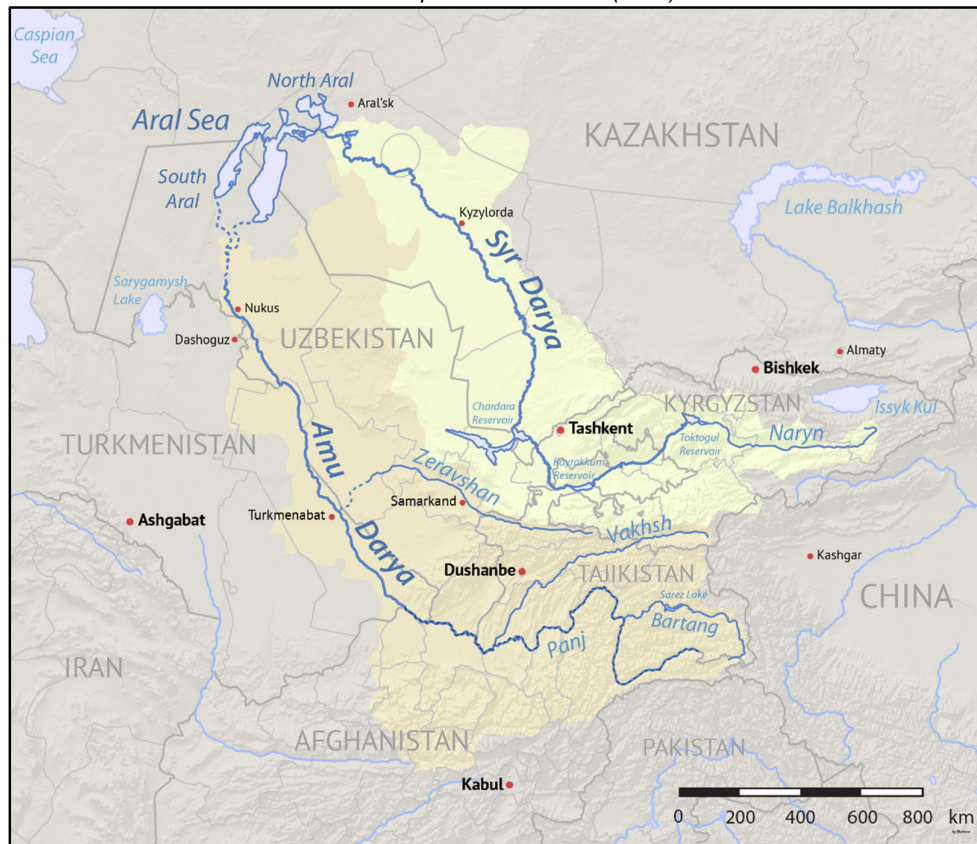 Caspian
Sea
North Aral
Aral'sk
Aral Sea
KAZAKHSTAN
South
Aral
Lake Balkhash
Kyzylorda
Syr Darya
Sarygamysh
Lake
Nukus
Dashoguz
UZBEKISTAN
Almaty
Bishkek
KYRGYZSTAN
Issyk Kul
Chardara
Reservoir
Tashkent
Toktogul
Reservoir
Naryn
TURKMENISTAN
Amu
Darya
Zeravshan
Kayrakkum
Reservoir
Samarkand
Turkmenabat
Ashgabat
Vakhsh
Kashgar
Dushanbe
TAJIKISTAN
CHINA
Sarez Lake
Bartang
Panj
IRAN
AFGHANISTAN
PAKISTAN
Kabul
0 200 400 600 800 km